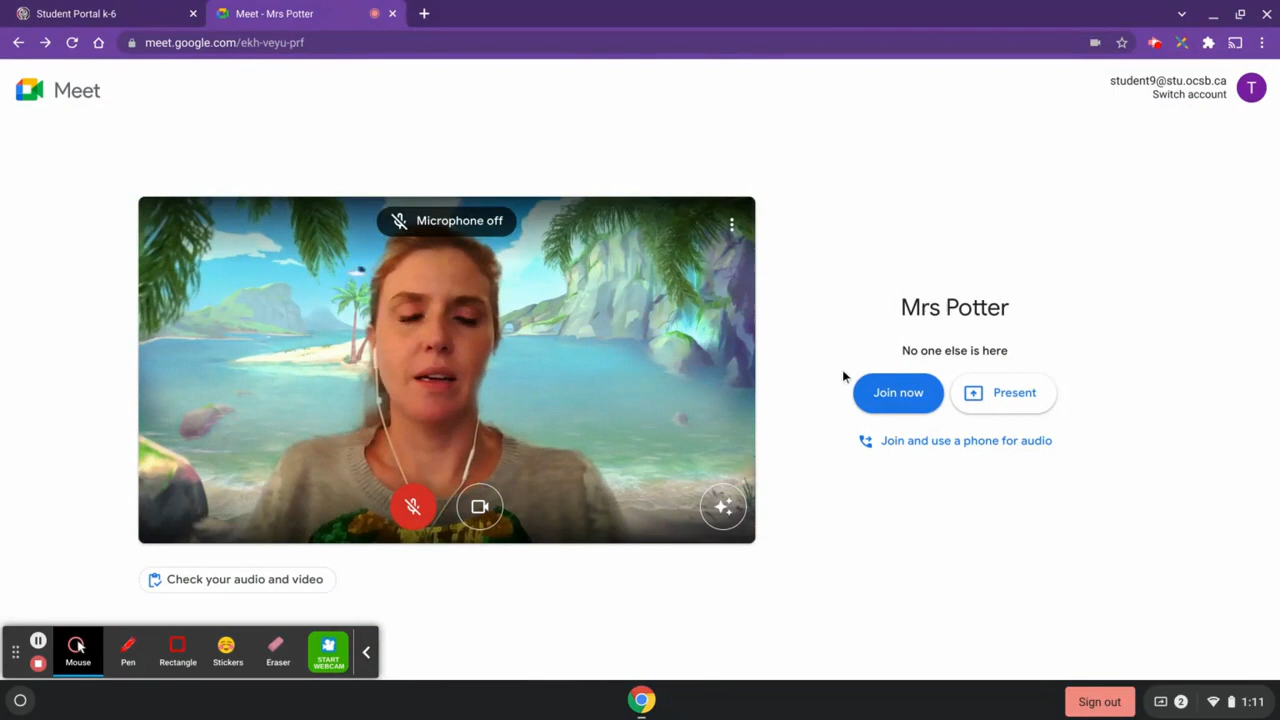 Student Portal k-6
Meet - Mrs Potter
meet.google.com/ekh-veyu-prf
Meet
student9@stu.ocsb.ca
Switch account
T
Microphone off
Mrs Potter
No one else is here
Join now
Present
Join and use a phone for audio
Check your audio and video
Mouse
Pen
Rectangle
Stickers
Eraser
START
WEBCAM
Sign out
2
1:11